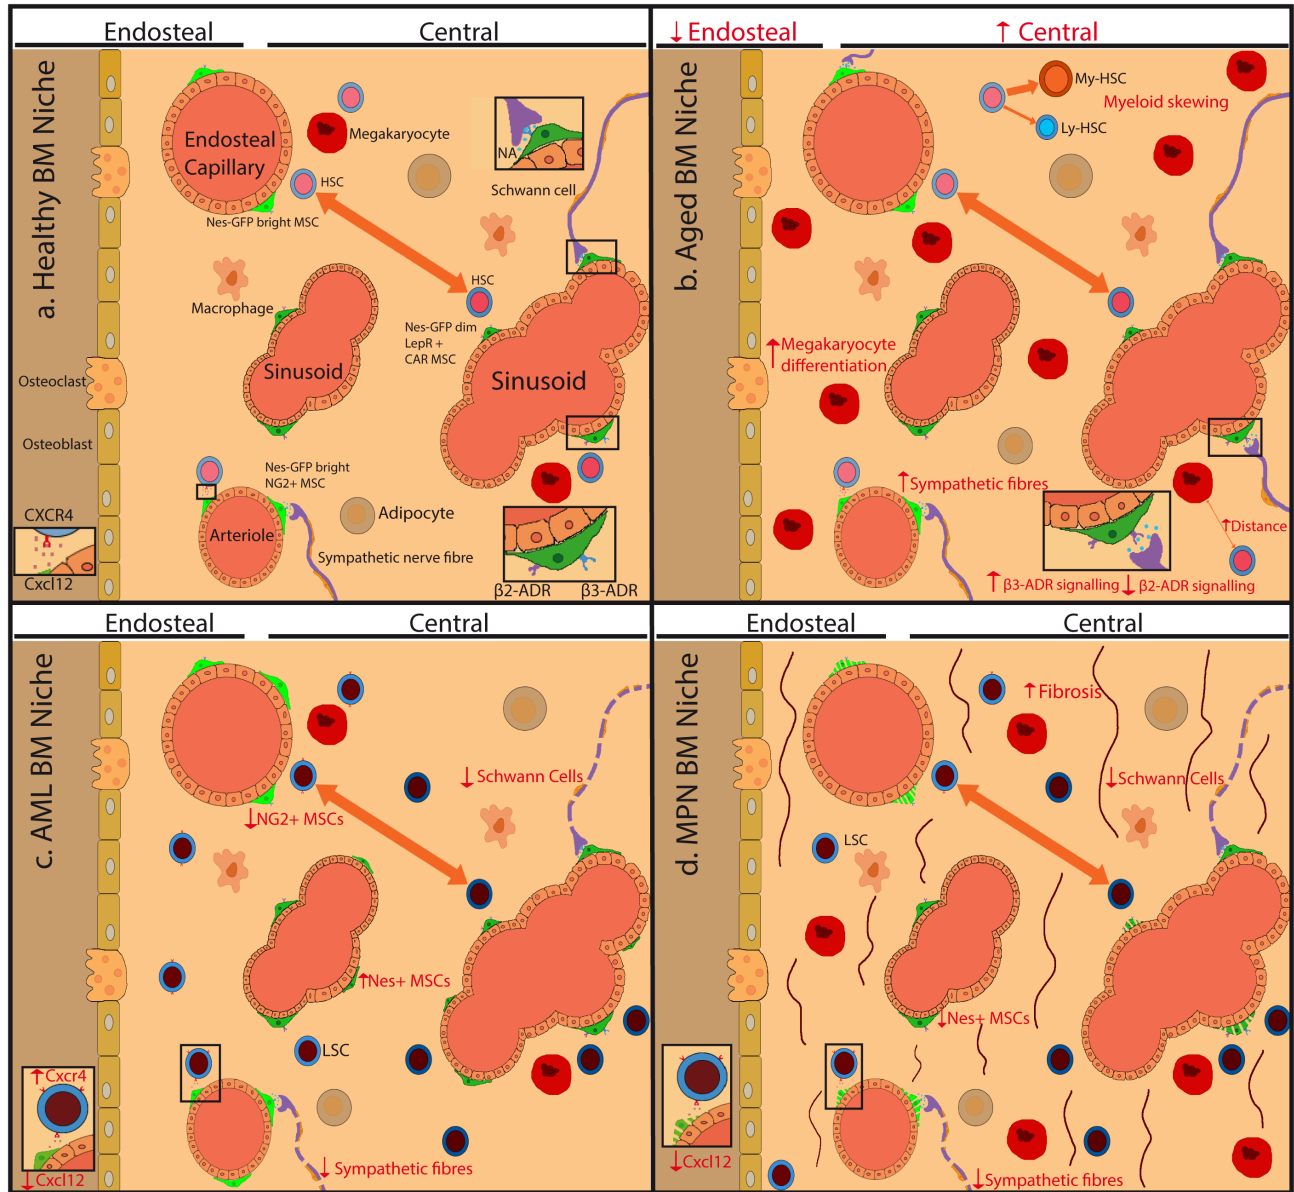 Endosteal
Central
a. Healthy BM Niche
Endosteal
Capillary
Megakaryocyte
NA
Schwann cell
HSC
Nes-GFP bright MSC
HSC
Macrophage
Nes-GFP dim
LepR +
CAR MSC
Sinusoid
Sinusoid
Osteoclast
Osteoblast
Nes-GFP bright
NG2+ MSC
CXCR4
Adipocyte
Arteriole
Sympathetic nerve fibre
Cxcl12
β2-ADR
β3-ADR
↓ Endosteal
↑ Central
b. Aged BM Niche
My-HSC
Myeloid skewing
Ly-HSC
↑ Megakaryocyte
differentiation
↑ Sympathetic fibres
↑ Distance
↑ β3-ADR signalling
↓ β2-ADR signalling
Endosteal
Central
c. AML BM Niche
↓ Schwann Cells
↓ NG2+ MSCs
↑ Nes+ MSCs
LSC
↑ Cxcr4
↓ Cxcl12
↓ Sympathetic fibres
Endosteal
Central
d. MPN BM Niche
↑ Fibrosis
↓ Schwann Cells
LSC
↓ Nes+ MSCs
↓ Cxcl12
↓ Sympathetic fibres